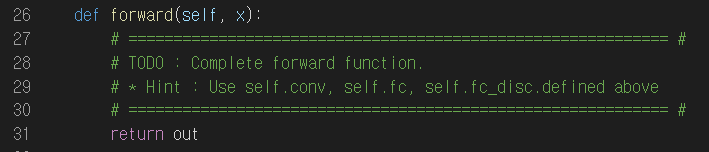 26 def forward(self, x):
27 # ============================================================ #
28 # TODO : Complete forward function.
29 # * Hint : Use self.conv, self.fc, self.fc_disc.defined above
30 # ============================================================ #
31 return out